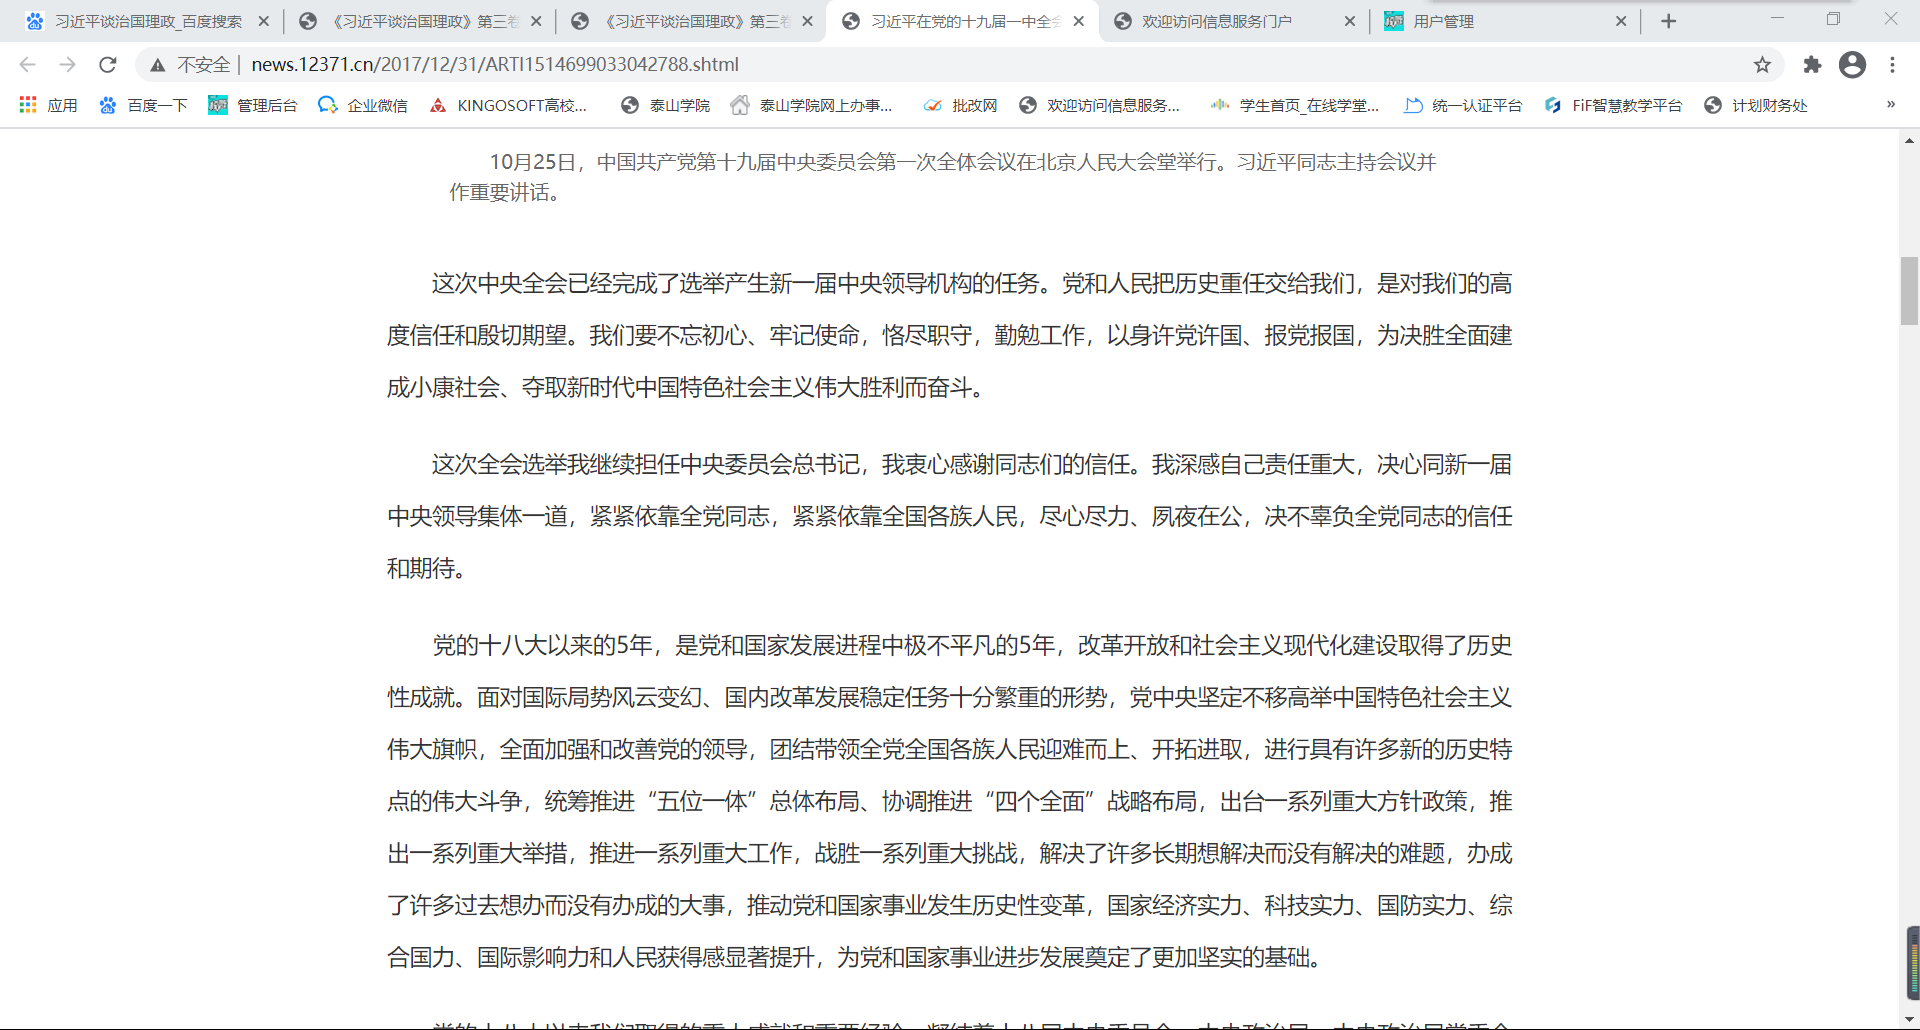 习近平谈治国理政_百度搜索
《习近平谈治国理政》第三卷
《习近平谈治国理政》第三卷
习近平在党的十九届一中全会
欢迎访问信息服务门户
用户管理
不安全 | news.12371.cn/2017/12/31/ARTI1514699033042788.shtml
应用 百度一下 管理后台 企业微信 KINGOSOFT高校... 泰山学院 泰山学院网上办事... 批改网 欢迎访问信息服务... 学生首页_在线学堂... 统一认证平台 FiF智慧教学平台 计划财务处 »
10月25日，中国共产党第十九届中央委员会第一次全体会议在北京人民大会堂举行。习近平同志主持会议并
作重要讲话。
这次中央全会已经完成了选举产生新一届中央领导机构的任务。党和人民把历史重任交给我们，是对我们的高
度信任和殷切期望。我们要不忘初心、牢记使命，恪尽职守，勤勉工作，以身许党许国、报党报国，为决胜全面建
成小康社会、夺取新时代中国特色社会主义伟大胜利而奋斗。
这次全会选举我继续担任中央委员会总书记，我衷心感谢同志们的信任。我深感自己责任重大，决心同新一届
中央领导集体一道，紧紧依靠全党同志，紧紧依靠全国各族人民，尽心尽力、夙夜在公，决不辜负全党同志的信任
和期待。
党的十八大以来的5年，是党和国家发展进程中极不平凡的5年，改革开放和社会主义现代化建设取得了历史
性成就。面对国际局势风云变幻、国内改革发展稳定任务十分繁重的形势，党中央坚定不移高举中国特色社会主义
伟大旗帜，全面加强和改善党的领导，团结带领全党全国各族人民迎难而上、开拓进取，进行具有许多新的历史特
点的伟大斗争，统筹推进“五位一体”总体布局、协调推进“四个全面”战略布局，出台一系列重大方针政策，推
出一系列重大举措，推进一系列重大工作，战胜一系列重大挑战，解决了许多长期想解决而没有解决的难题，办成
了许多过去想办而没有办成的大事，推动党和国家事业发生历史性变革，国家经济实力、科技实力、国防实力、综
合国力、国际影响力和人民获得感显著提升，为党和国家事业进步发展奠定了更加坚实的基础。